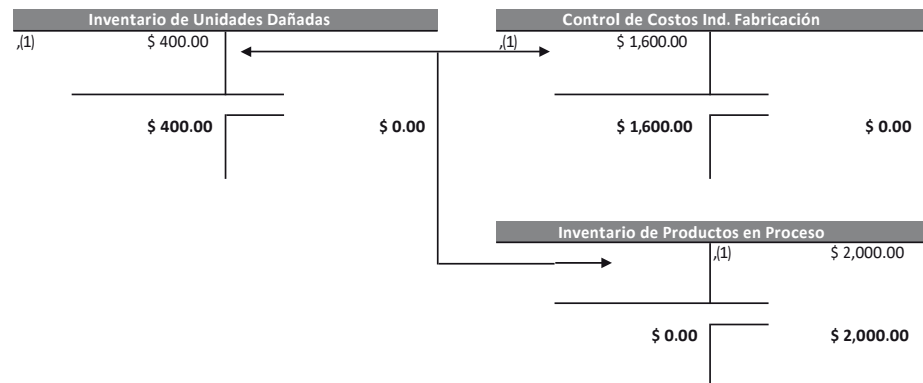 Inventario de Unidades Dañadas
,(1) $ 400.00
$ 400.00 $ 0.00
Control de Costos Ind. Fabricación
,(1) $ 1,600.00
$ 1,600.00 $ 0.00
Inventario de Productos en Proceso
,(1) $ 2,000.00
$ 0.00 $ 2,000.00